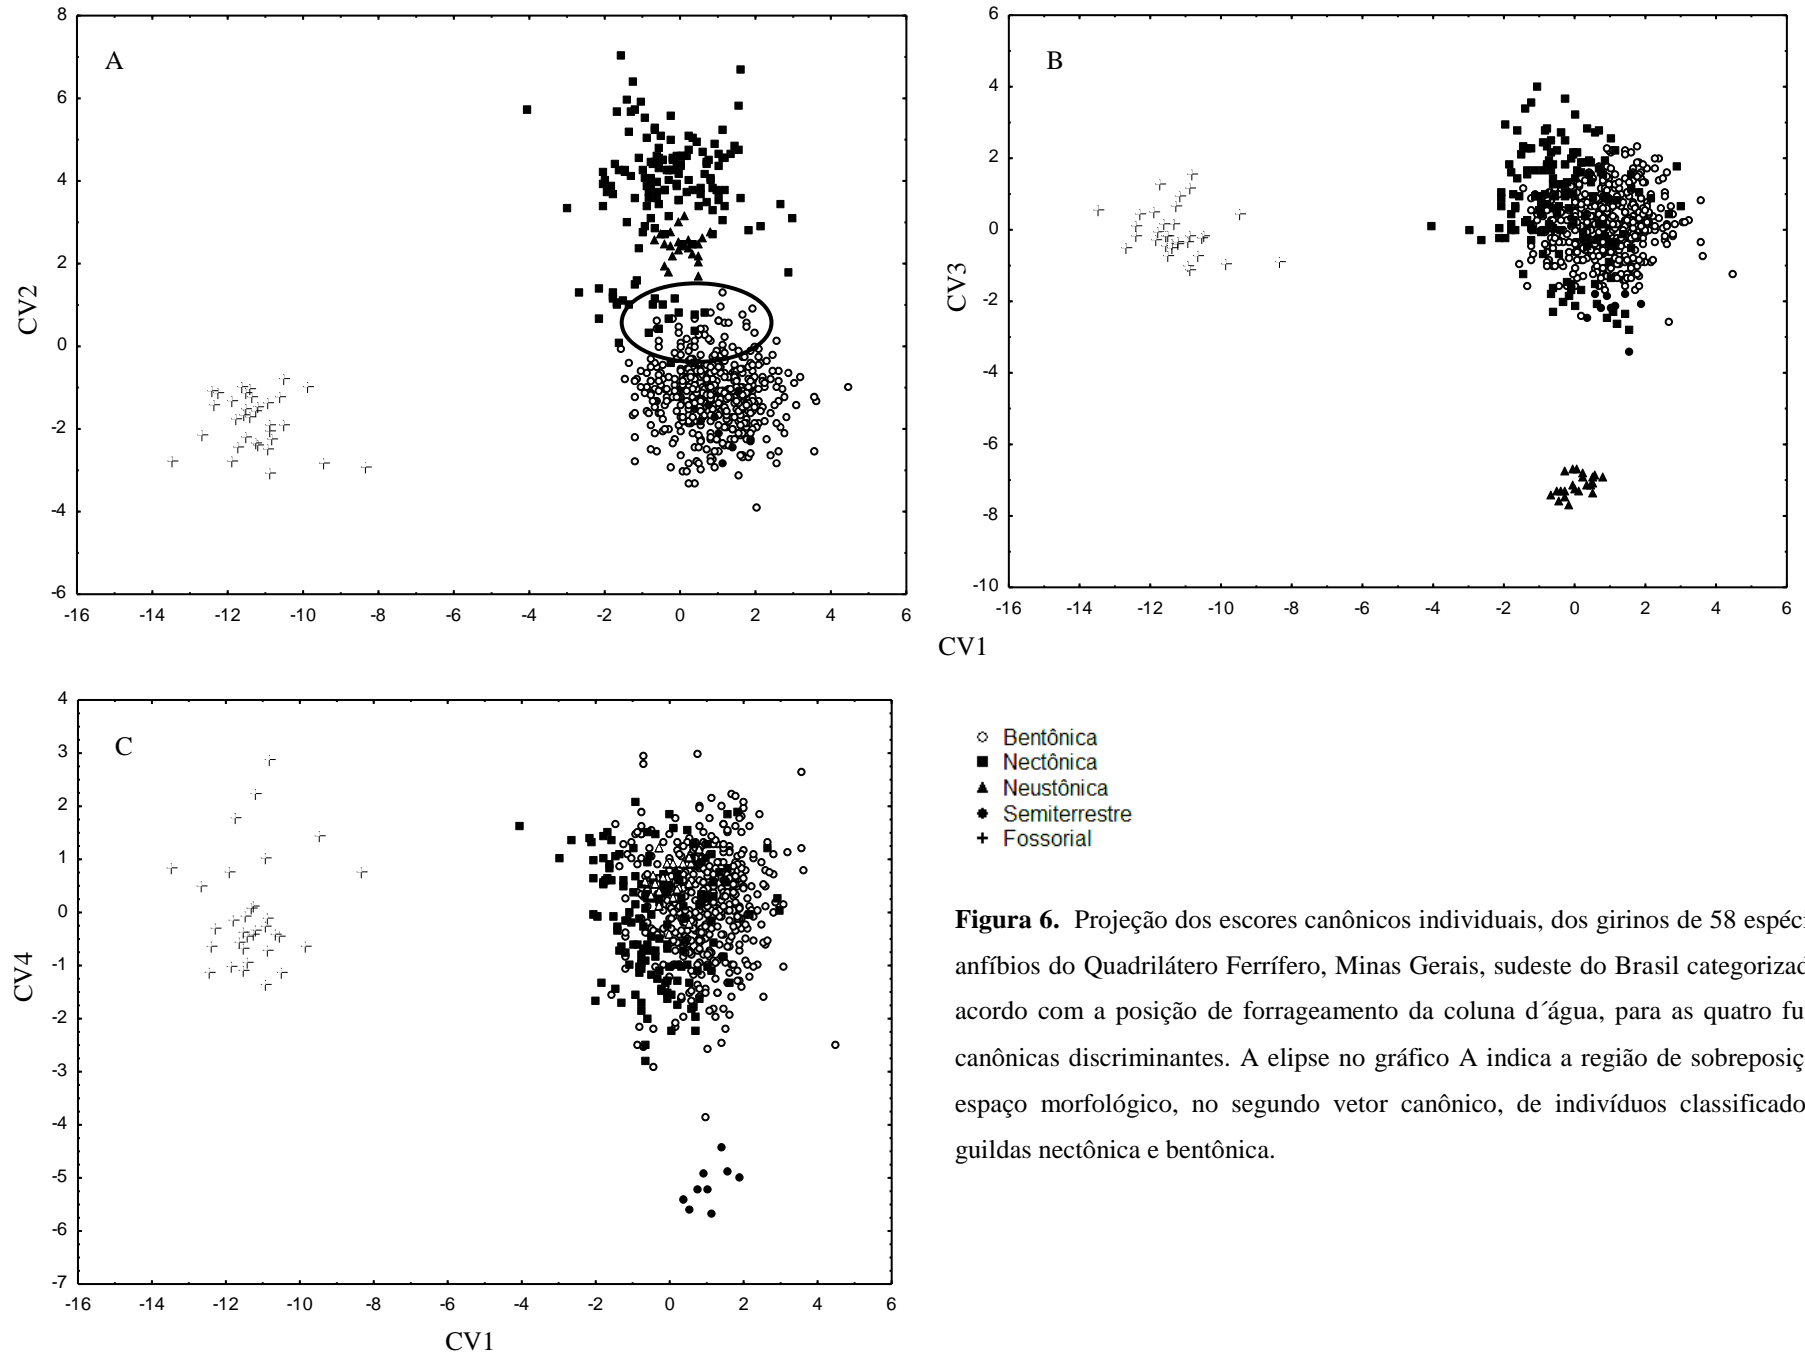 A
8
6
4
2
0
-2
-4
-6
CV2
-16 -14 -12 -10 -8 -6 -4 -2 0 2 4 6
B
6
4
2
0
-2
-4
-6
-8
-10
CV3
-16 -14 -12 -10 -8 -6 -4 -2 0 2 4 6
CV1
C
4
3
2
1
0
-1
-2
-3
-4
-5
-6
-7
CV4
-16 -14 -12 -10 -8 -6 -4 -2 0 2 4 6
CV1
Bentônica
Nectônica
Neustônica
Semiterrestre
Fossorial
Figura 6. Projeção dos escores canônicos individuais, dos girinos de 58 espéci
anfíbios do Quadrilátero Ferrífero, Minas Gerais, sudeste do Brasil categorizad
acordo com a posição de forrageamento da coluna d´água, para as quatro fu
canônicas discriminantes. A elipse no gráfico A indica a região de sobreposiç
espaço morfológico, no segundo vetor canônico, de indivíduos classificado
guildas nectônica e bentônica.